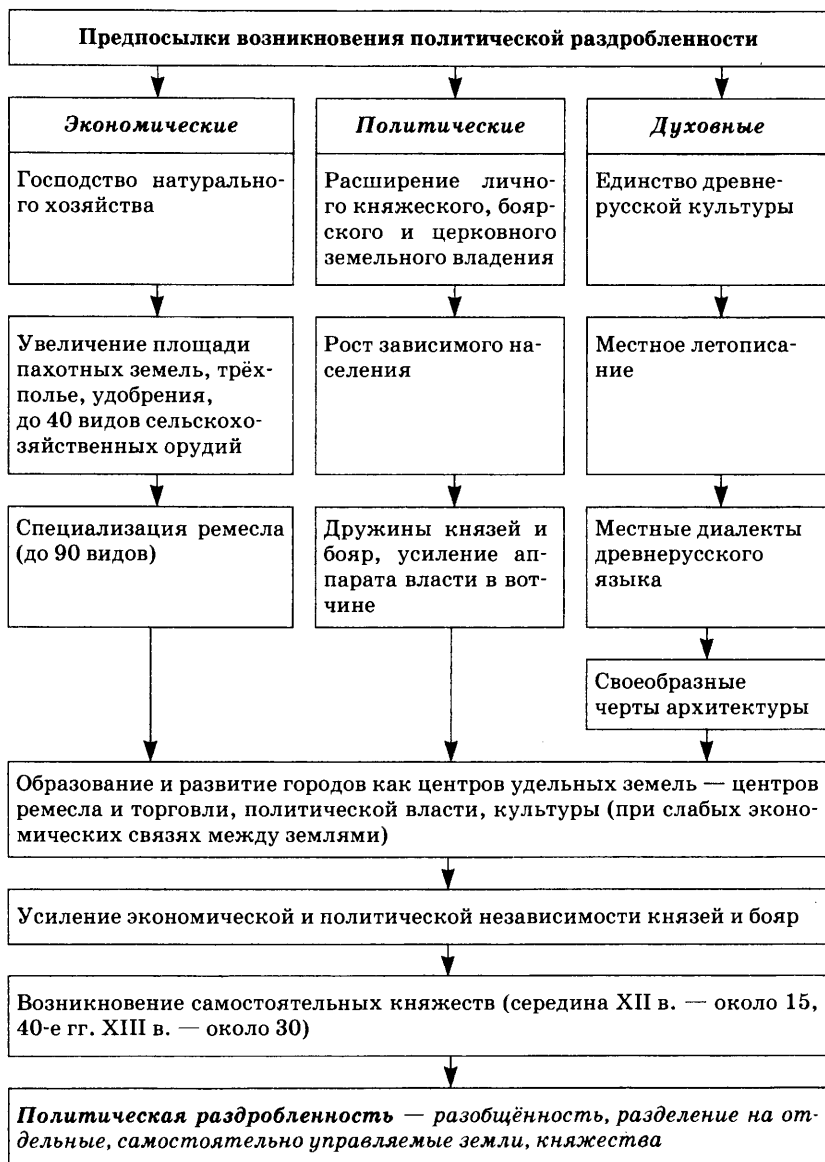 Предпосылки возникновения политической раздробленности
Экономические
Господство натурально-
го хозяйства
Политические
Расширение лично-
го княжеского, бояр-
ского и церковного
земельного владения
Духовные
Единство древне-
русской культуры
Увеличение площади
пахотных земель, трёх-
полье, удобрения,
до 40 видов сельскохо-
зяйственных орудий
Рост зависимого на-
селения
Местное летописа-
ние
Специализация ремесла
(до 90 видов)
Дружины князей и
бояр, усиление ап-
парата власти в вот-
чине
Местные диалекты
древнерусского
языка
Своеобразные
черты архитектуры
Образование и развитие городов как центров удельных земель — центров
ремесла и торговли, политической власти, культуры (при слабых эконо-
мических связях между землями)
Усиление экономической и политической независимости князей и бояр
Возникновение самостоятельных княжеств (середина XII в. — около 15,
40-е гг. XIII в. — около 30)
Политическая раздробленность — разобщённость, разделение на от-
дельные, самостоятельно управляемые земли, княжества